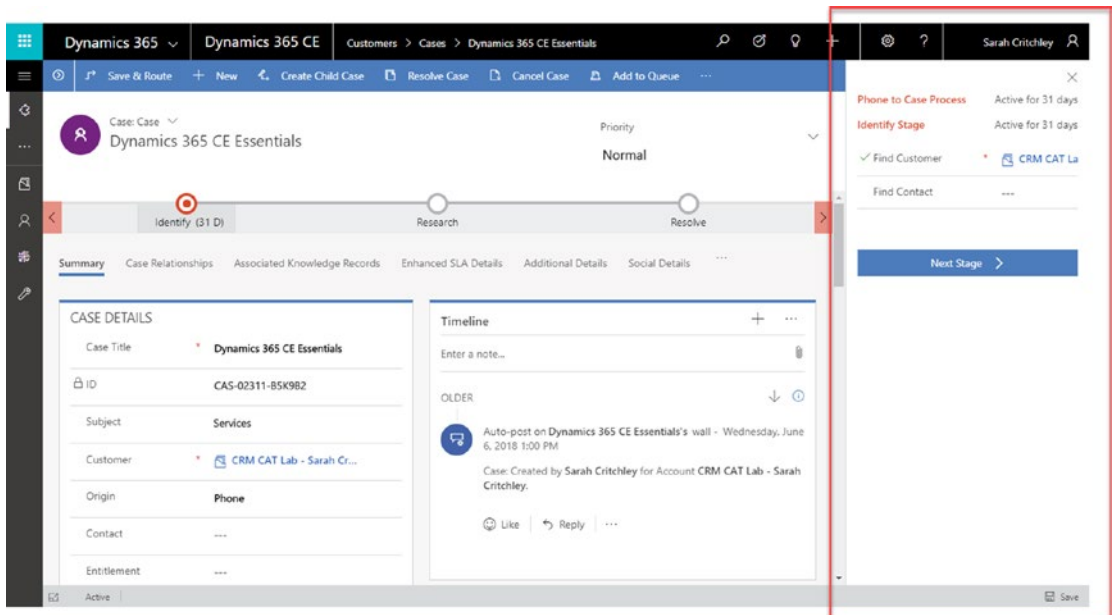 Dynamics 365
Dynamics 365 CE
Customers > Cases > Dynamics 365 CE Essentials
Sarah Critchley
Save & Route
New
Create Child Case
Resolve Case
Cancel Case
Add to Queue
Case: Case
Dynamics 365 CE Essentials
Priority
Normal
Identify (31 D)
Research
Resolve
Summary
Case Relationships
Associated Knowledge Records
Enhanced SLA Details
Additional Details
Social Details
CASE DETAILS
Case Title * Dynamics 365 CE Essentials
ID CAS-02311-B5K9B2
Subject Services
Customer * CRM CAT Lab - Sarah Cr...
Origin Phone
Contact ---
Entitlement ---
Timeline
Enter a note...
OLDER
Auto-post on Dynamics 365 CE Essentials's wall - Wednesday, June
6, 2018 1:00 PM
Case: Created by Sarah Critchley for Account CRM CAT Lab - Sarah
Critchley.
Like
Reply
Phone to Case Process Active for 31 days
Identify Stage Active for 31 days
Find Customer * CRM CAT La
Find Contact ---
Next Stage
Active
Save